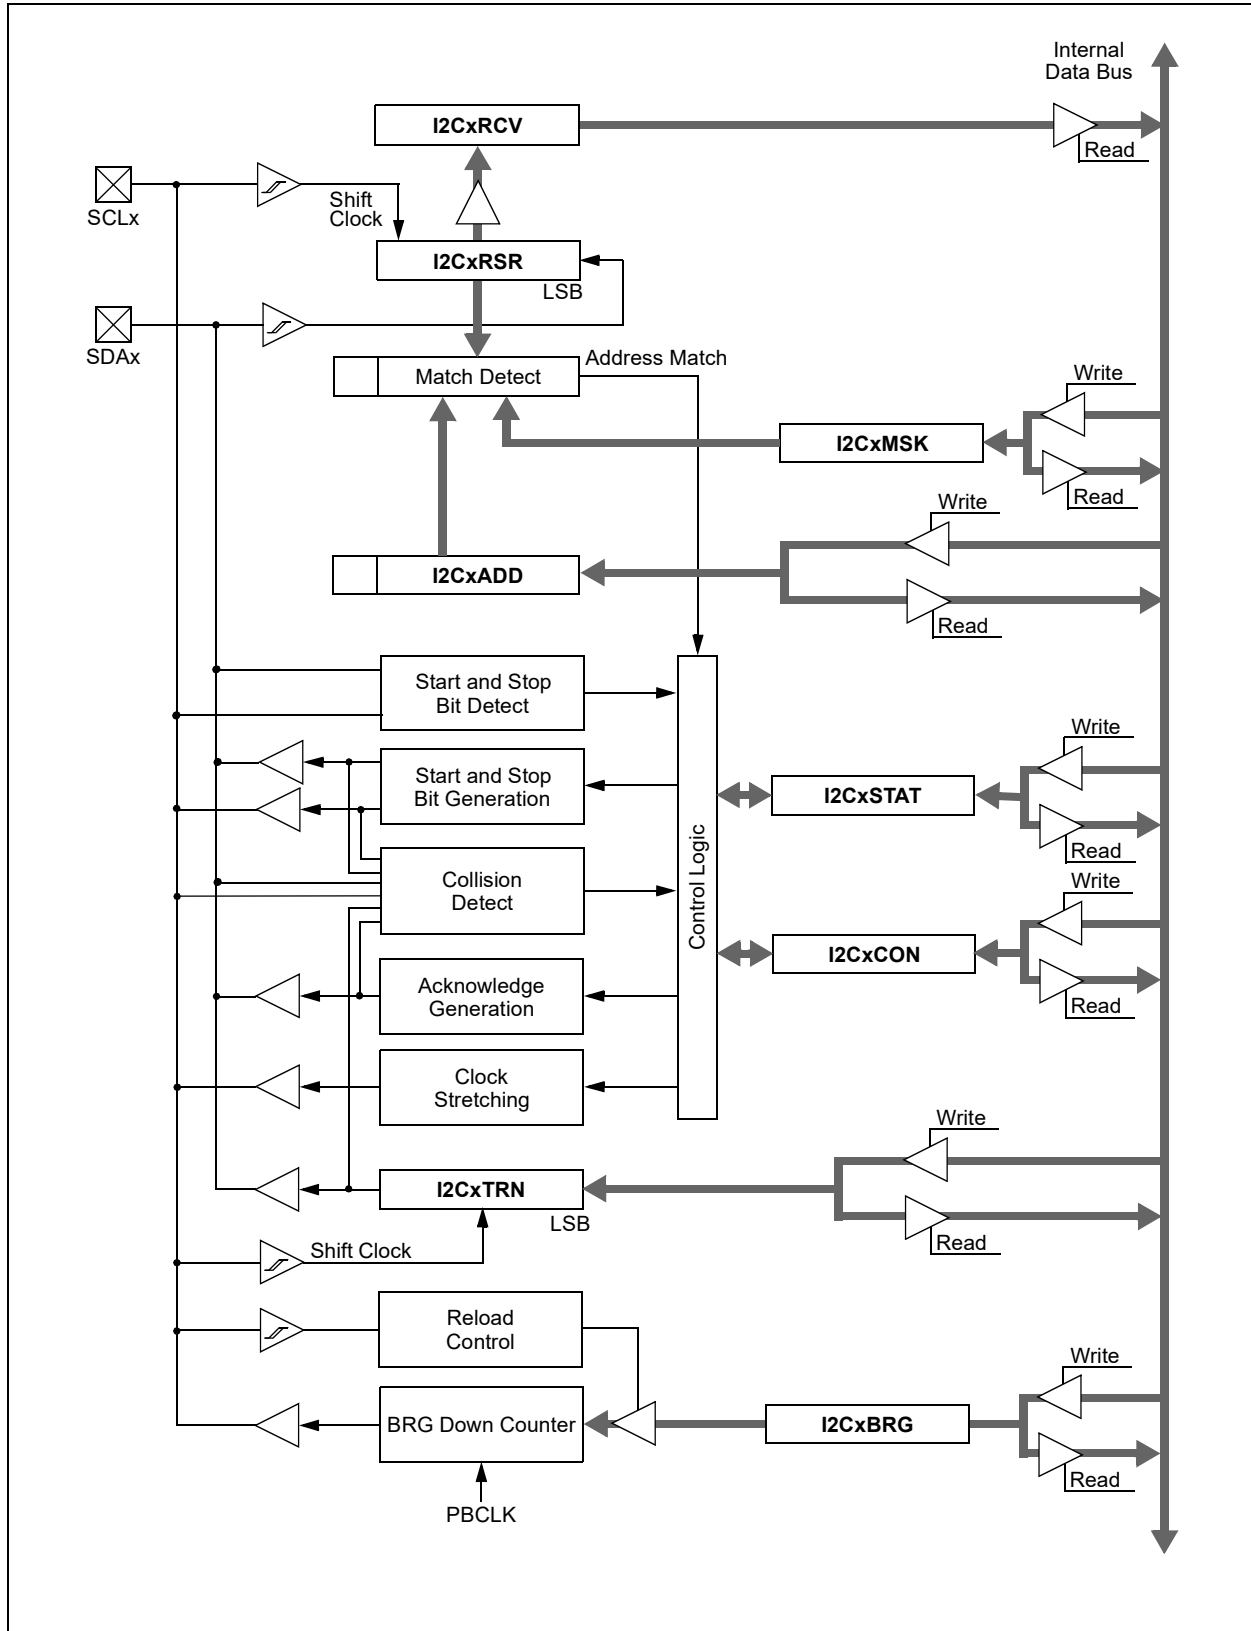 Internal
Data Bus
I2CxRCV
Read
SCLx
Shift
Clock
I2CxRSR
LSB
SDAx
Address Match
Match Detect
Write
I2CxMSK
Read
Write
I2CxADD
Read
Start and Stop
Bit Detect
Write
Start and Stop
Bit Generation
I2CxSTAT
Control Logic
Read
Collision
Detect
Write
I2CxCON
Acknowledge
Generation
Read
Clock
Stretching
Write
I2CxTRN
LSB
Read
Shift Clock
Reload
Control
Write
BRG Down Counter
I2CxBRG
Read
PBCLK